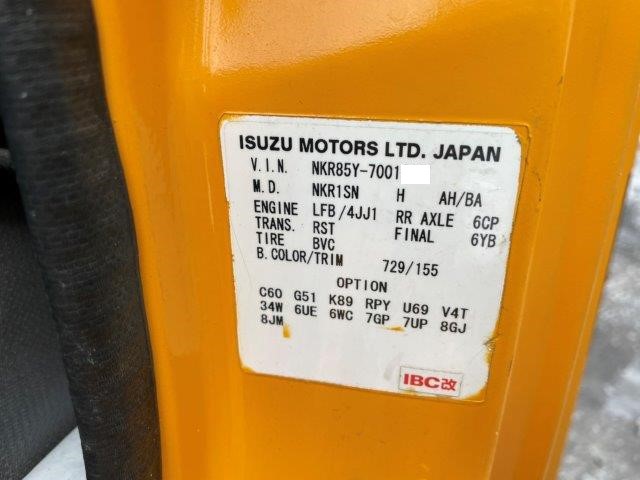 ISUZU MOTORS LTD. JAPAN
V.I.N. NKR85Y-7001
M.D. NKR1SN H AH/BA
ENGINE LFB/4JJ1 RR AXLE 6CP
TRANS. RST FINAL 6YB
TIRE BVC
B.COLOR/TRIM 729/155
OPTION
C60 G51 K89 RPY U69 V4T
34W 6UE 6WC 7GP 7UP 8GJ
8JM
IBC改